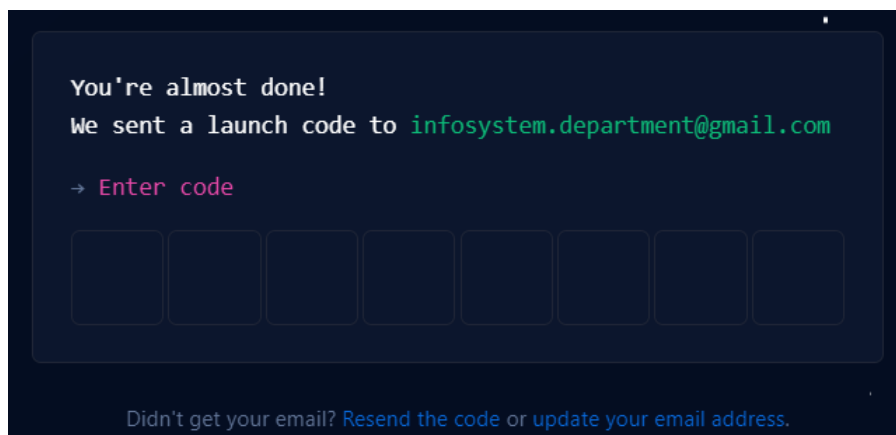 You're almost done!
We sent a launch code to infosystem.department@gmail.com
→ Enter code
Didn't get your email? Resend the code or update your email address.